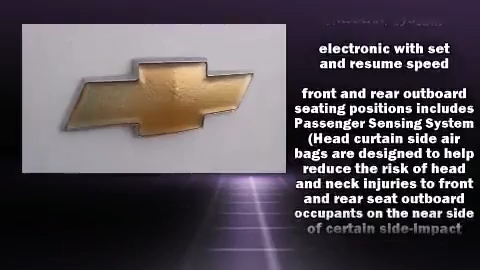 electronic with set
and resume speed
front and rear outboard
seating positions includes
Passenger Sensing System
(Head curtain side air
bags are designed to help
reduce the risk of head
and neck injuries to front
and rear seat outboard
occupants on the near side
of certain side-impact